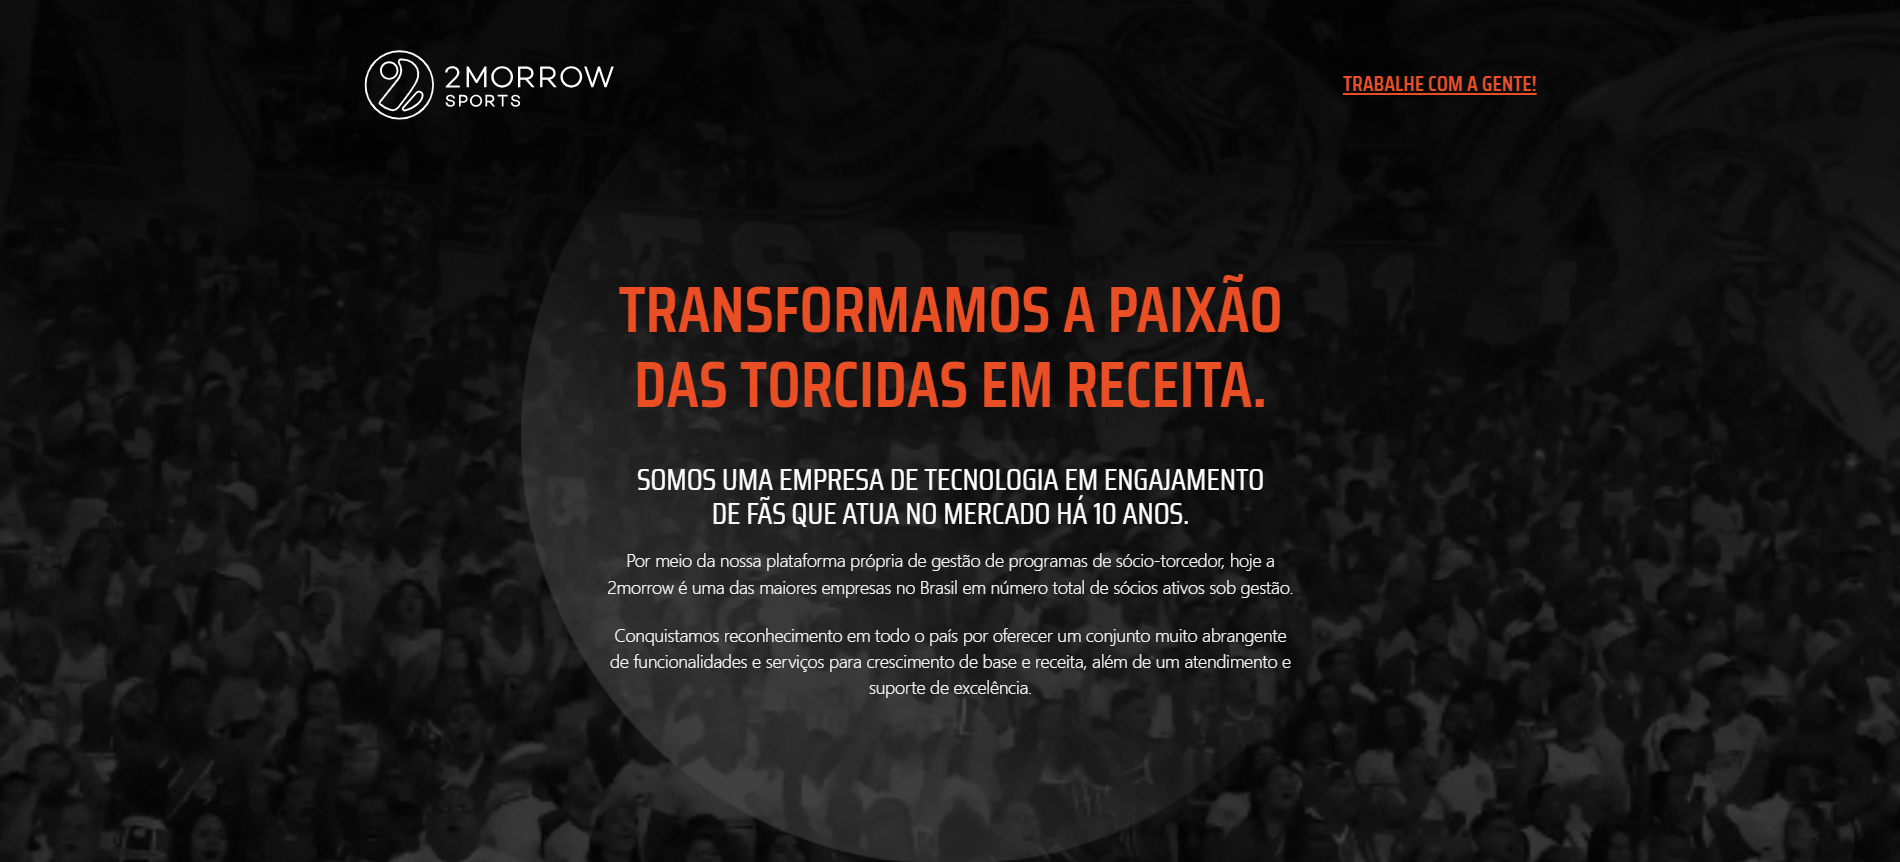 2MORROW
SPORTS
TRABALHE COM A GENTE!
TRANSFORMAMOS A PAIXÃO
DAS TORCIDAS EM RECEITA.
SOMOS UMA EMPRESA DE TECNOLOGIA EM ENGAJAMENTO
DE FÃS QUE ATUA NO MERCADO HÁ 10 ANOS.
Por meio da nossa plataforma própria de gestão de programas de sócio-torcedor, hoje a
2morrow é uma das maiores empresas no Brasil em número total de sócios ativos sob gestão.
Conquistamos reconhecimento em todo o país por oferecer um conjunto muito abrangente
de funcionalidades e serviços para crescimento de base e receita, além de um atendimento e
suporte de excelência.